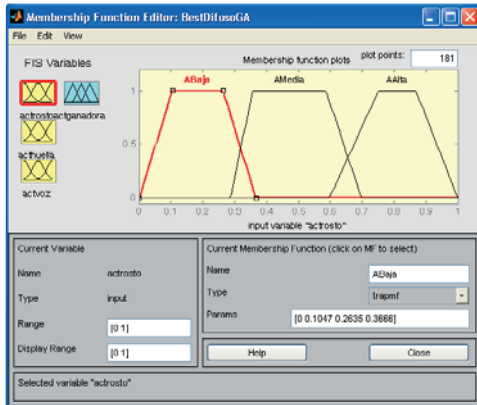 Membership Function Editor: BestDifusoGA
File Edit View
FIS Variables
Membership function plots
plot points:
181
ABaja
AMedia
AAlta
actrosto
actganadora
acthuella
actvoz
1
0.5
0
0 0.1 0.2 0.3 0.4 0.5 0.6 0.7 0.8 0.9 1
input variable "actrosto"
Current Variable
Name actrosto
Type input
Range [0 1]
Display Range [0 1]
Current Membership Function (click on MF to select)
Name ABaja
Type trapmf
Params [0 0.1047 0.2635 0.3666]
Help Close
Selected variable "actrosto"